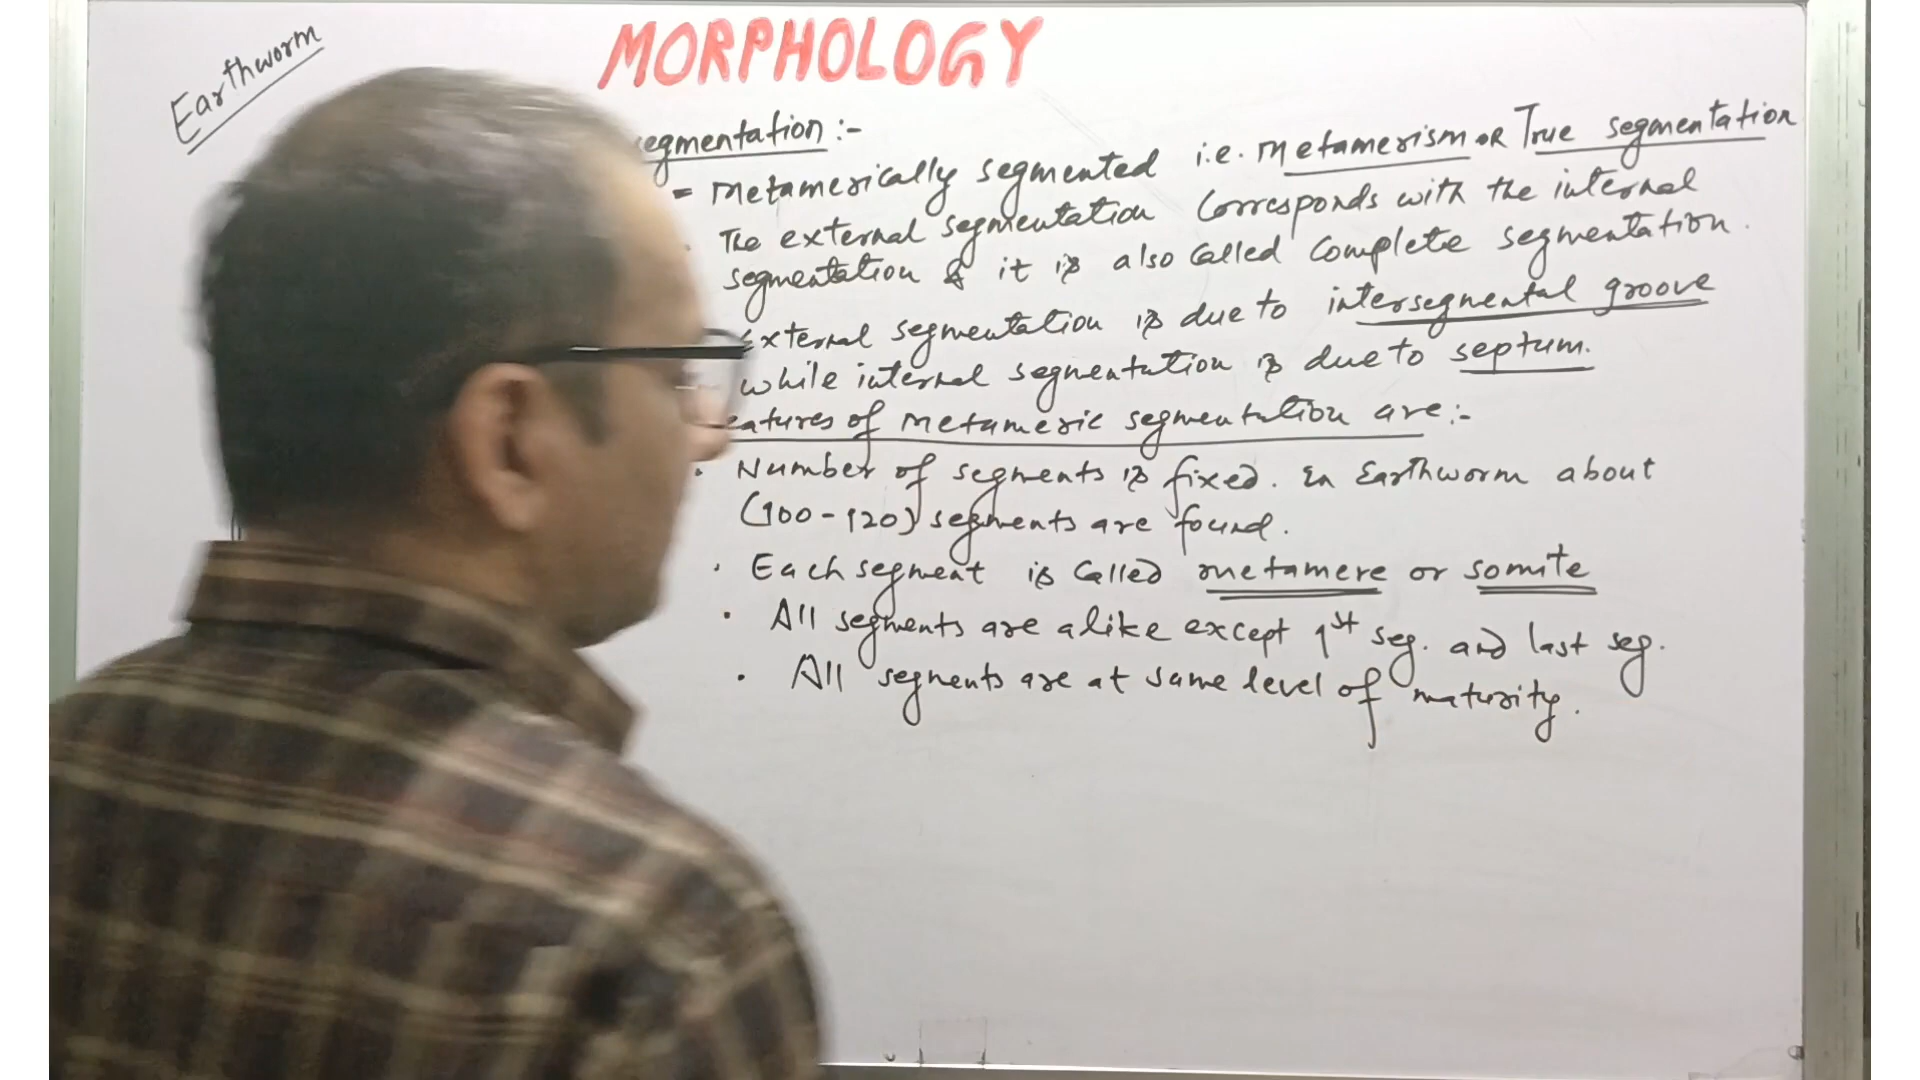 Earthworm
MORPHOLOGY
egmentation :-
= Metamerically segmented i.e. Metamerism OR True segmentation
The external segmentation Corresponds with the internal
segmentation & it is also Called Complete segmentation.
External segmentation is due to intersegmental groove
while internal segmentation is due to septum.
eatures of Metameric segmentation are :-
· Number of segments is fixed. In Earthworm about
(100-120) segments are found.
· Each segment is Called metamere or somite
· All segments are alike except 1st seg. and last seg.
· All segments are at same level of maturity.